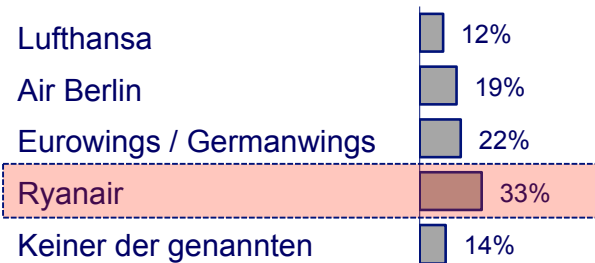 Lufthansa 12%
Air Berlin 19%
Eurowings / Germanwings 22%
Ryanair 33%
Keiner der genannten 14%